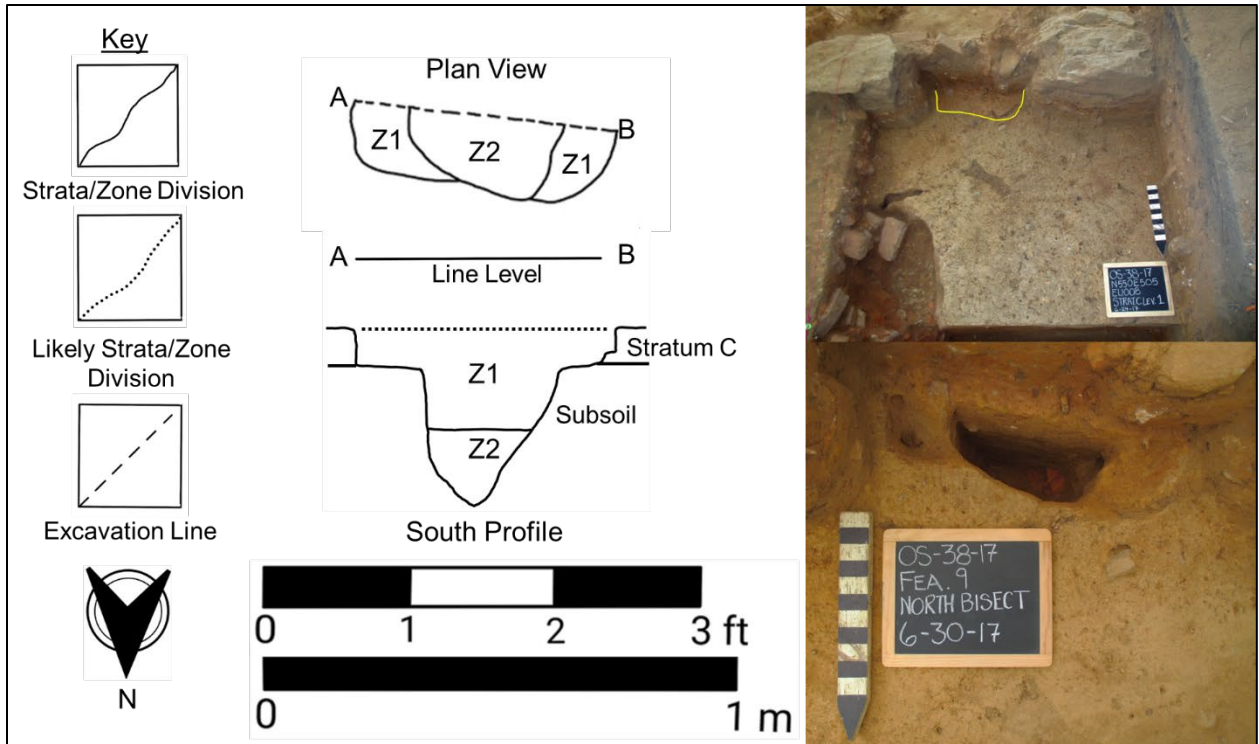 Key
Strata/Zone Division
Likely Strata/Zone
Division
Excavation Line
N
Plan View
A
B
Z1
Z2
Z1
A
B
Line Level
Stratum C
Z1
Subsoil
Z2
South Profile
0
1
2
3 ft
0
1 m
OS-38-17
N550E505
EU008
STRAT C Lev. 1
OS-38-17
FEA. 9
NORTH BISECT
6-30-17